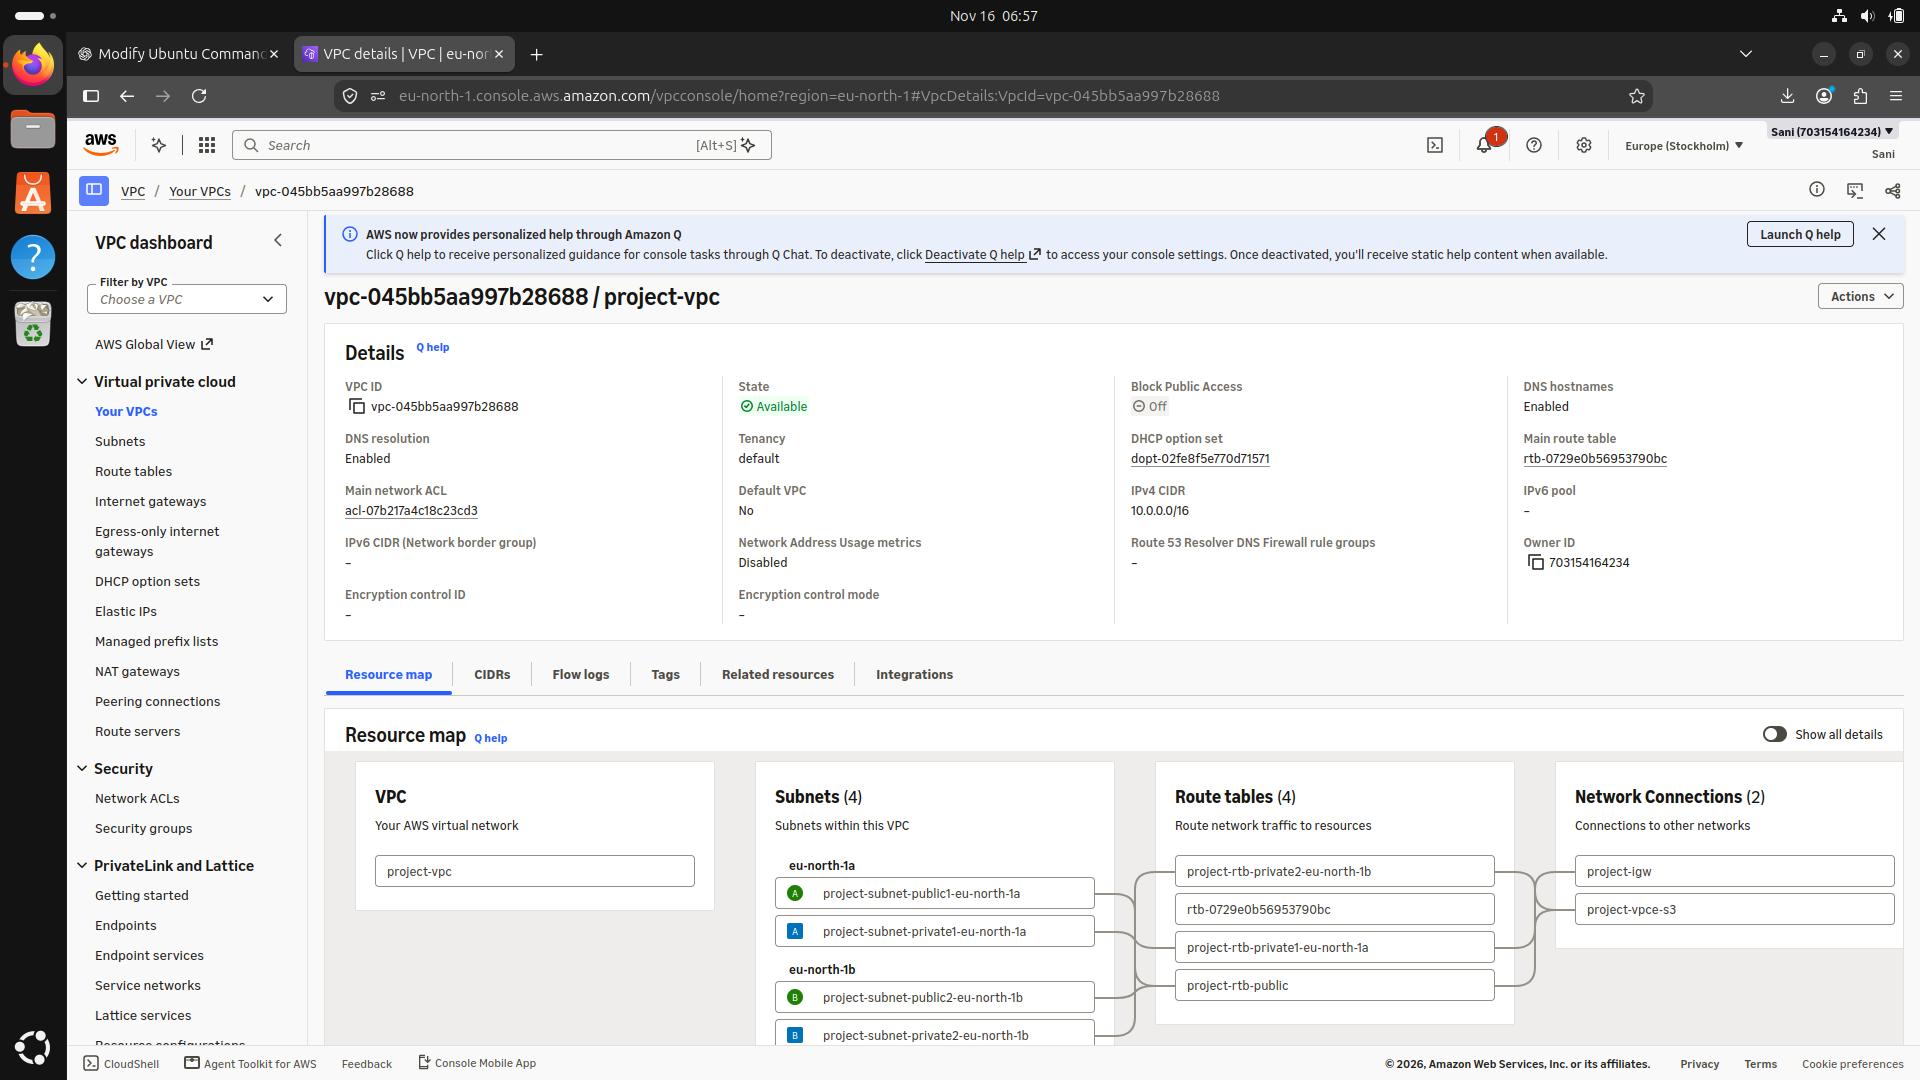 Nov 16 06:57
Modify Ubuntu Comman
VPC details | VPC | eu-nor
eu-north-1.console.aws.amazon.com/vpcconsole/home?region=eu-north-1#VpcDetails:VpcId=vpc-045bb5aa997b28688
aws
Search
[Alt+S]
1
Europe (Stockholm)
Sani (703154164234)
Sani
VPC / Your VPCs / vpc-045bb5aa997b28688
VPC dashboard
Filter by VPC
Choose a VPC
AWS Global View
Virtual private cloud
Your VPCs
Subnets
Route tables
Internet gateways
Egress-only internet
gateways
DHCP option sets
Elastic IPs
Managed prefix lists
NAT gateways
Peering connections
Route servers
Security
Network ACLs
Security groups
PrivateLink and Lattice
Getting started
Endpoints
Endpoint services
Service networks
Lattice services
Resource configurations
AWS now provides personalized help through Amazon Q
Click Q help to receive personalized guidance for console tasks through Q Chat. To deactivate, click Deactivate Q help to access your console settings. Once deactivated, you'll receive static help content when available.
Launch Q help
vpc-045bb5aa997b28688 / project-vpc
Actions
Details
Q help
VPC ID
vpc-045bb5aa997b28688
State
Available
Block Public Access
Off
DNS hostnames
Enabled
DNS resolution
Enabled
Tenancy
default
DHCP option set
dopt-02fe8f5e770d71571
Main route table
rtb-0729e0b56953790bc
Main network ACL
acl-07b217a4c18c23cd3
Default VPC
No
IPv4 CIDR
10.0.0.0/16
IPv6 pool
–
IPv6 CIDR (Network border group)
–
Network Address Usage metrics
Disabled
Route 53 Resolver DNS Firewall rule groups
–
Owner ID
703154164234
Encryption control ID
–
Encryption control mode
–
Resource map
CIDRs
Flow logs
Tags
Related resources
Integrations
Resource map
Q help
Show all details
VPC
Your AWS virtual network
project-vpc
Subnets (4)
Subnets within this VPC
eu-north-1a
A project-subnet-public1-eu-north-1a
A project-subnet-private1-eu-north-1a
eu-north-1b
B project-subnet-public2-eu-north-1b
B project-subnet-private2-eu-north-1b
Route tables (4)
Route network traffic to resources
project-rtb-private2-eu-north-1b
rtb-0729e0b56953790bc
project-rtb-private1-eu-north-1a
project-rtb-public
Network Connections (2)
Connections to other networks
project-igw
project-vpce-s3
CloudShell
Agent Toolkit for AWS
Feedback
Console Mobile App
© 2026, Amazon Web Services, Inc. or its affiliates.
Privacy
Terms
Cookie preferences